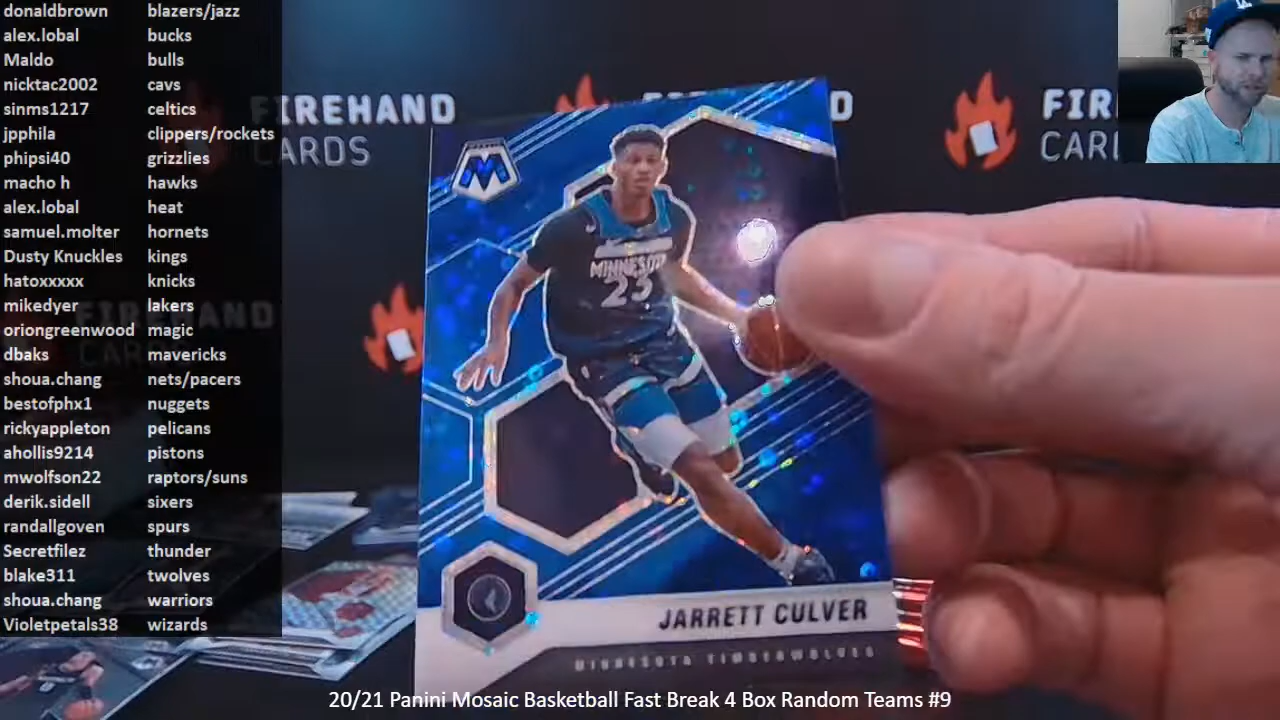 donaldbrown blazers/jazz
alex.lobal bucks
Maldo bulls
nicktac2002 cavs
sinms1217 celtics
jpphila clippers/rockets
phipsi40 grizzlies
macho h hawks
alex.lobal heat
samuel.molter hornets
Dusty Knuckles kings
hatoxxxxx knicks
mikedyer lakers
oriongreenwood magic
dbaks mavericks
shoua.chang nets/pacers
bestofphx1 nuggets
rickyappleton pelicans
ahollis9214 pistons
mwolfson22 raptors/suns
derik.sidell sixers
randallgoven spurs
Secretfilez thunder
blake311 twolves
shoua.chang warriors
Violetpetals38 wizards
FIREHAND
CARDS
D
FIR
CARD
FIREHAND
CARDS
LA
M
MINNESOTA
23
JARRETT CULVER
MINNESOTA TIMBERWOLVES
20/21 Panini Mosaic Basketball Fast Break 4 Box Random Teams #9